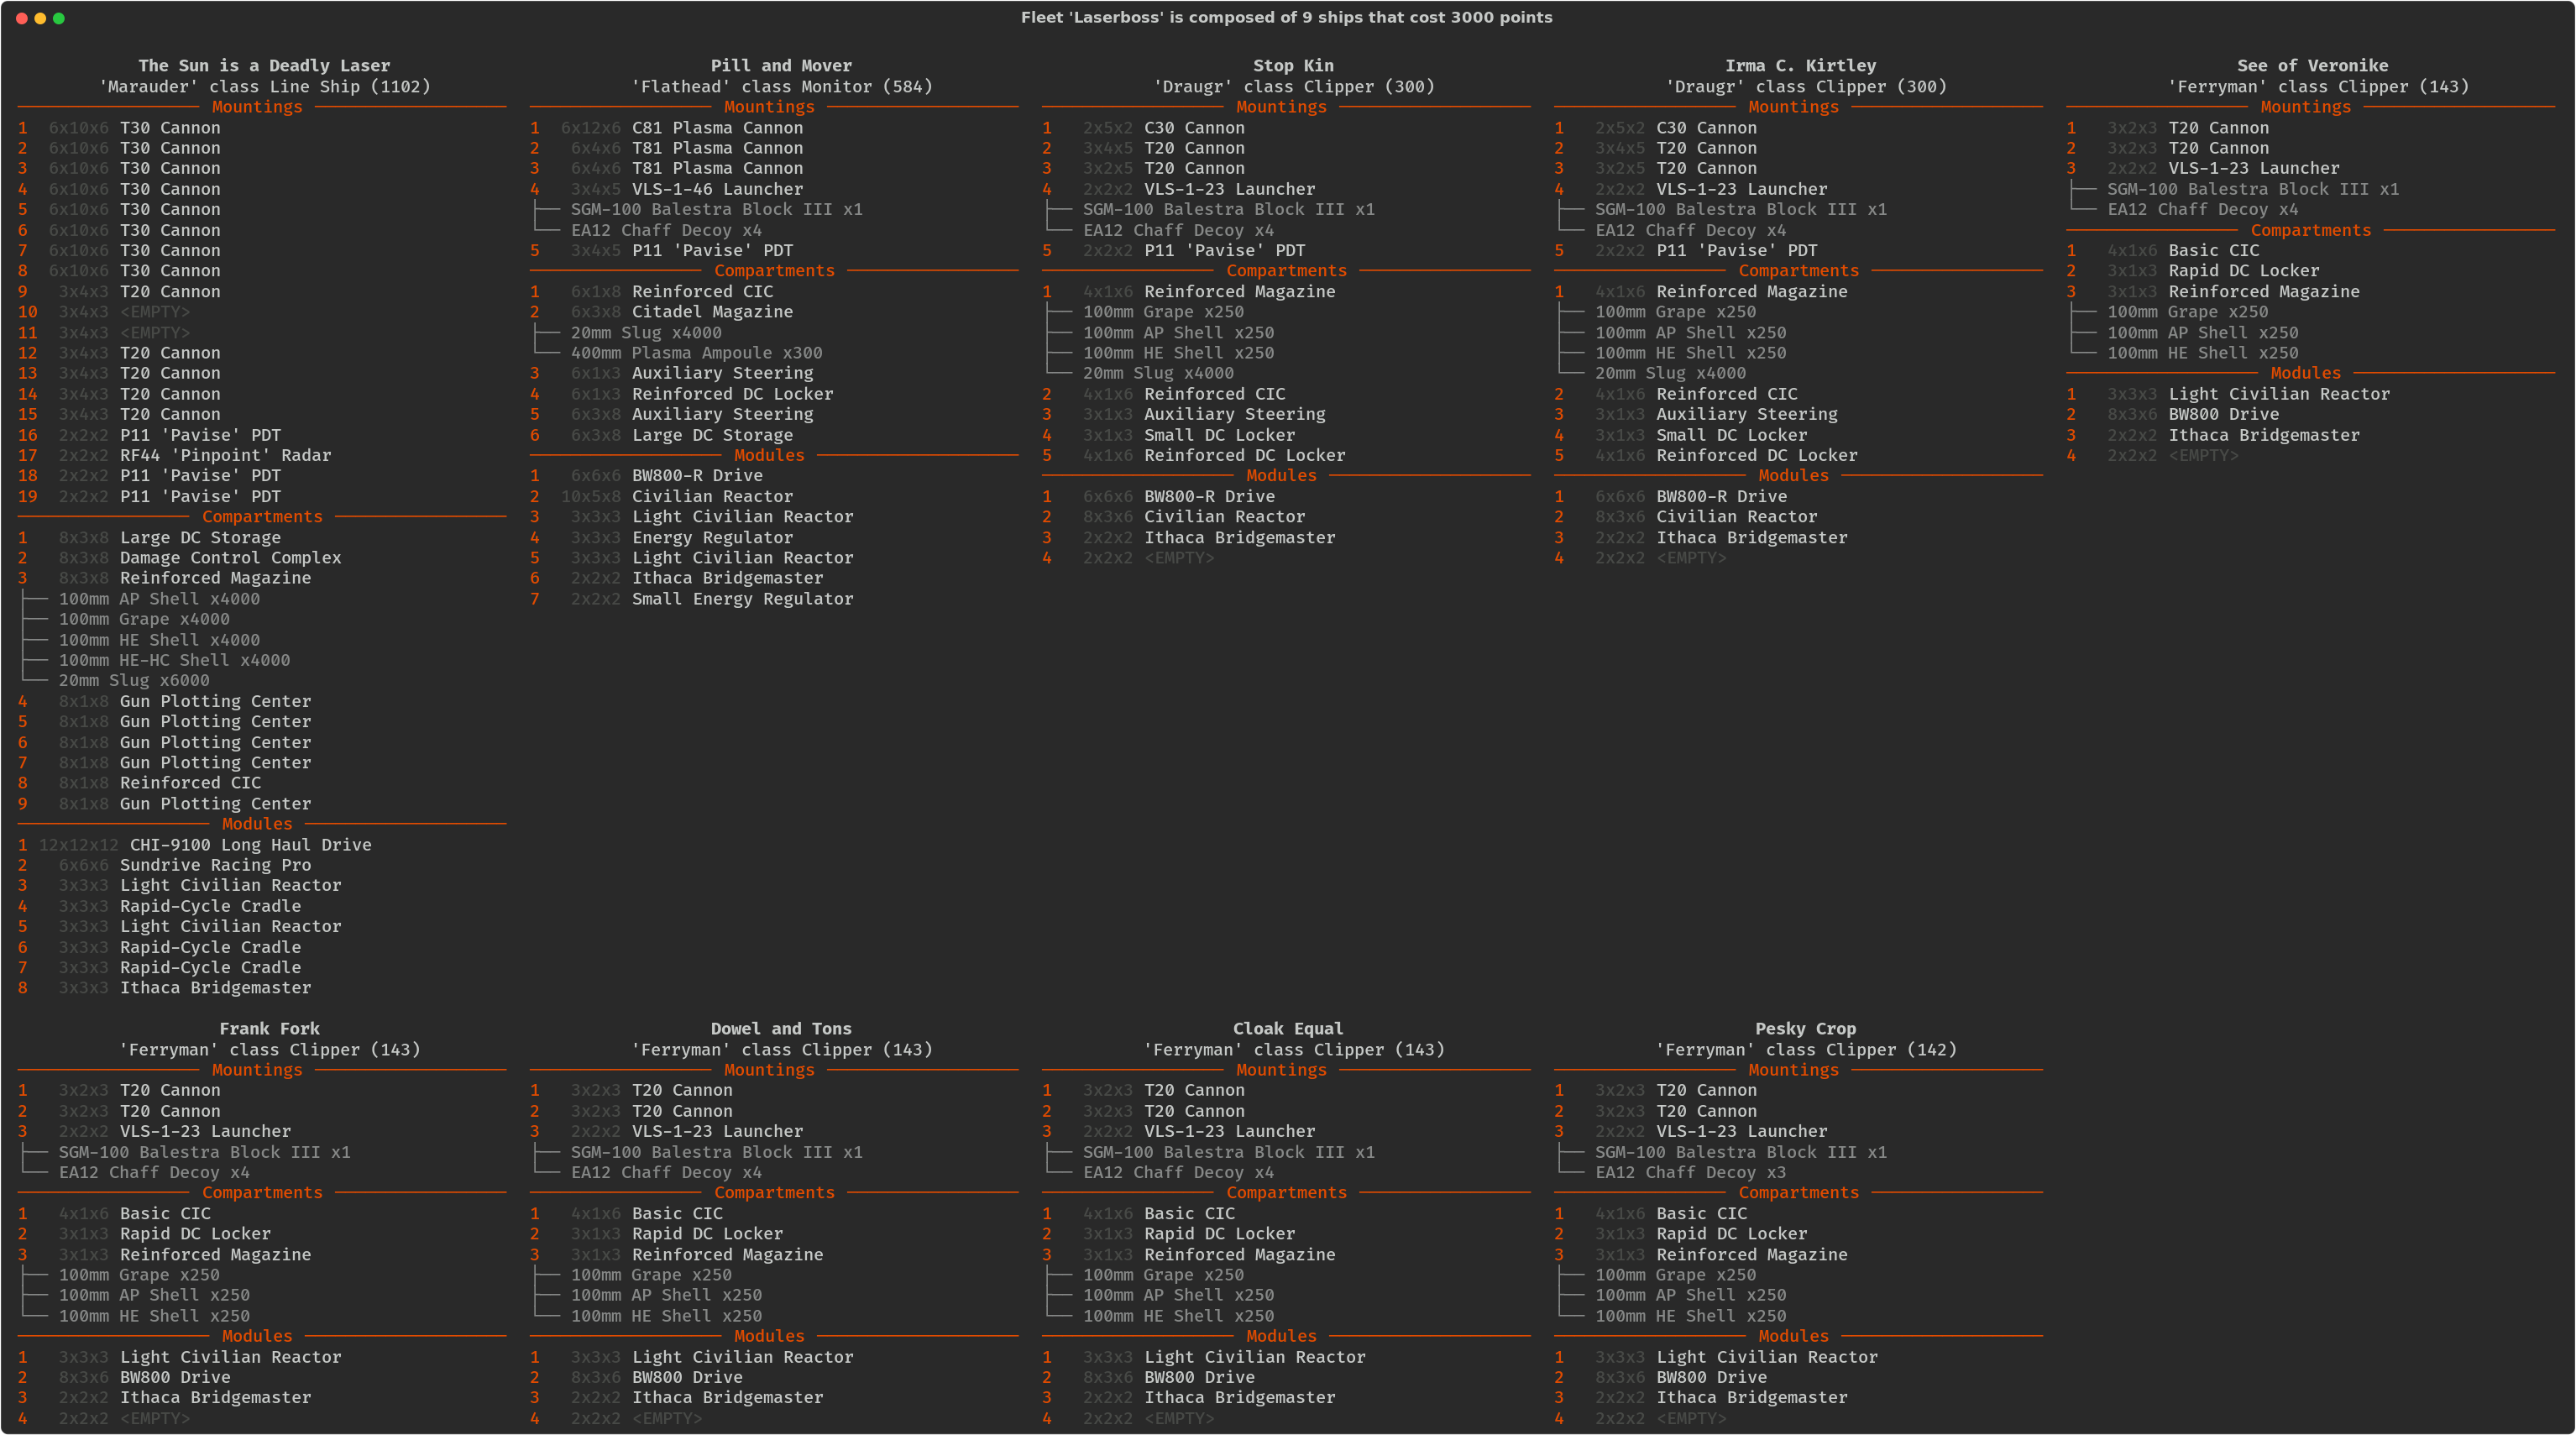 Fleet 'Laserboss' is composed of 9 ships that cost 3000 points
The Sun is a Deadly Laser
'Marauder' class Line Ship (1102)
Mountings
1 6x10x6 T30 Cannon
2 6x10x6 T30 Cannon
3 6x10x6 T30 Cannon
4 6x10x6 T30 Cannon
5 6x10x6 T30 Cannon
6 6x10x6 T30 Cannon
7 6x10x6 T30 Cannon
8 6x10x6 T30 Cannon
9 3x4x3 T20 Cannon
10 3x4x3 <EMPTY>
11 3x4x3 <EMPTY>
12 3x4x3 T20 Cannon
13 3x4x3 T20 Cannon
14 3x4x3 T20 Cannon
15 3x4x3 T20 Cannon
16 2x2x2 P11 'Pavise' PDT
17 2x2x2 RF44 'Pinpoint' Radar
18 2x2x2 P11 'Pavise' PDT
19 2x2x2 P11 'Pavise' PDT
Compartments
1 8x3x8 Large DC Storage
2 8x3x8 Damage Control Complex
3 8x3x8 Reinforced Magazine
100mm AP Shell x4000
100mm Grape x4000
100mm HE Shell x4000
100mm HE-HC Shell x4000
20mm Slug x6000
4 8x1x8 Gun Plotting Center
5 8x1x8 Gun Plotting Center
6 8x1x8 Gun Plotting Center
7 8x1x8 Gun Plotting Center
8 8x1x8 Reinforced CIC
9 8x1x8 Gun Plotting Center
Modules
1 12x12x12 CHI-9100 Long Haul Drive
2 6x6x6 Sundrive Racing Pro
3 3x3x3 Light Civilian Reactor
4 3x3x3 Rapid-Cycle Cradle
5 3x3x3 Light Civilian Reactor
6 3x3x3 Rapid-Cycle Cradle
7 3x3x3 Rapid-Cycle Cradle
8 3x3x3 Ithaca Bridgemaster
Pill and Mover
'Flathead' class Monitor (584)
Mountings
1 6x12x6 C81 Plasma Cannon
2 6x4x6 T81 Plasma Cannon
3 6x4x6 T81 Plasma Cannon
4 3x4x5 VLS-1-46 Launcher
SGM-100 Balestra Block III x1
EA12 Chaff Decoy x4
5 3x4x5 P11 'Pavise' PDT
Compartments
1 6x1x8 Reinforced CIC
2 6x3x8 Citadel Magazine
20mm Slug x4000
400mm Plasma Ampoule x300
3 6x1x3 Auxiliary Steering
4 6x1x3 Reinforced DC Locker
5 6x3x8 Auxiliary Steering
6 6x3x8 Large DC Storage
Modules
1 6x6x6 BW800-R Drive
2 10x5x8 Civilian Reactor
3 3x3x3 Light Civilian Reactor
4 3x3x3 Energy Regulator
5 3x3x3 Light Civilian Reactor
6 2x2x2 Ithaca Bridgemaster
7 2x2x2 Small Energy Regulator
Stop Kin
'Draugr' class Clipper (300)
Mountings
1 2x5x2 C30 Cannon
2 3x4x5 T20 Cannon
3 3x2x5 T20 Cannon
4 2x2x2 VLS-1-23 Launcher
SGM-100 Balestra Block III x1
EA12 Chaff Decoy x4
5 2x2x2 P11 'Pavise' PDT
Compartments
1 4x1x6 Reinforced Magazine
100mm Grape x250
100mm AP Shell x250
100mm HE Shell x250
20mm Slug x4000
2 4x1x6 Reinforced CIC
3 3x1x3 Auxiliary Steering
4 3x1x3 Small DC Locker
5 4x1x6 Reinforced DC Locker
Modules
1 6x6x6 BW800-R Drive
2 8x3x6 Civilian Reactor
3 2x2x2 Ithaca Bridgemaster
4 2x2x2 <EMPTY>
Irma C. Kirtley
'Draugr' class Clipper (300)
Mountings
1 2x5x2 C30 Cannon
2 3x4x5 T20 Cannon
3 3x2x5 T20 Cannon
4 2x2x2 VLS-1-23 Launcher
SGM-100 Balestra Block III x1
EA12 Chaff Decoy x4
5 2x2x2 P11 'Pavise' PDT
Compartments
1 4x1x6 Reinforced Magazine
100mm Grape x250
100mm AP Shell x250
100mm HE Shell x250
20mm Slug x4000
2 4x1x6 Reinforced CIC
3 3x1x3 Auxiliary Steering
4 3x1x3 Small DC Locker
5 4x1x6 Reinforced DC Locker
Modules
1 6x6x6 BW800-R Drive
2 8x3x6 Civilian Reactor
3 2x2x2 Ithaca Bridgemaster
4 2x2x2 <EMPTY>
See of Veronike
'Ferryman' class Clipper (143)
Mountings
1 3x2x3 T20 Cannon
2 3x2x3 T20 Cannon
3 2x2x2 VLS-1-23 Launcher
SGM-100 Balestra Block III x1
EA12 Chaff Decoy x4
Compartments
1 4x1x6 Basic CIC
2 3x1x3 Rapid DC Locker
3 3x1x3 Reinforced Magazine
100mm Grape x250
100mm AP Shell x250
100mm HE Shell x250
Modules
1 3x3x3 Light Civilian Reactor
2 8x3x6 BW800 Drive
3 2x2x2 Ithaca Bridgemaster
4 2x2x2 <EMPTY>
Frank Fork
'Ferryman' class Clipper (143)
Mountings
1 3x2x3 T20 Cannon
2 3x2x3 T20 Cannon
3 2x2x2 VLS-1-23 Launcher
SGM-100 Balestra Block III x1
EA12 Chaff Decoy x4
Compartments
1 4x1x6 Basic CIC
2 3x1x3 Rapid DC Locker
3 3x1x3 Reinforced Magazine
100mm Grape x250
100mm AP Shell x250
100mm HE Shell x250
Modules
1 3x3x3 Light Civilian Reactor
2 8x3x6 BW800 Drive
3 2x2x2 Ithaca Bridgemaster
4 2x2x2 <EMPTY>
Dowel and Tons
'Ferryman' class Clipper (143)
Mountings
1 3x2x3 T20 Cannon
2 3x2x3 T20 Cannon
3 2x2x2 VLS-1-23 Launcher
SGM-100 Balestra Block III x1
EA12 Chaff Decoy x4
Compartments
1 4x1x6 Basic CIC
2 3x1x3 Rapid DC Locker
3 3x1x3 Reinforced Magazine
100mm Grape x250
100mm AP Shell x250
100mm HE Shell x250
Modules
1 3x3x3 Light Civilian Reactor
2 8x3x6 BW800 Drive
3 2x2x2 Ithaca Bridgemaster
4 2x2x2 <EMPTY>
Cloak Equal
'Ferryman' class Clipper (143)
Mountings
1 3x2x3 T20 Cannon
2 3x2x3 T20 Cannon
3 2x2x2 VLS-1-23 Launcher
SGM-100 Balestra Block III x1
EA12 Chaff Decoy x4
Compartments
1 4x1x6 Basic CIC
2 3x1x3 Rapid DC Locker
3 3x1x3 Reinforced Magazine
100mm Grape x250
100mm AP Shell x250
100mm HE Shell x250
Modules
1 3x3x3 Light Civilian Reactor
2 8x3x6 BW800 Drive
3 2x2x2 Ithaca Bridgemaster
4 2x2x2 <EMPTY>
Pesky Crop
'Ferryman' class Clipper (142)
Mountings
1 3x2x3 T20 Cannon
2 3x2x3 T20 Cannon
3 2x2x2 VLS-1-23 Launcher
SGM-100 Balestra Block III x1
EA12 Chaff Decoy x3
Compartments
1 4x1x6 Basic CIC
2 3x1x3 Rapid DC Locker
3 3x1x3 Reinforced Magazine
100mm Grape x250
100mm AP Shell x250
100mm HE Shell x250
Modules
1 3x3x3 Light Civilian Reactor
2 8x3x6 BW800 Drive
3 2x2x2 Ithaca Bridgemaster
4 2x2x2 <EMPTY>